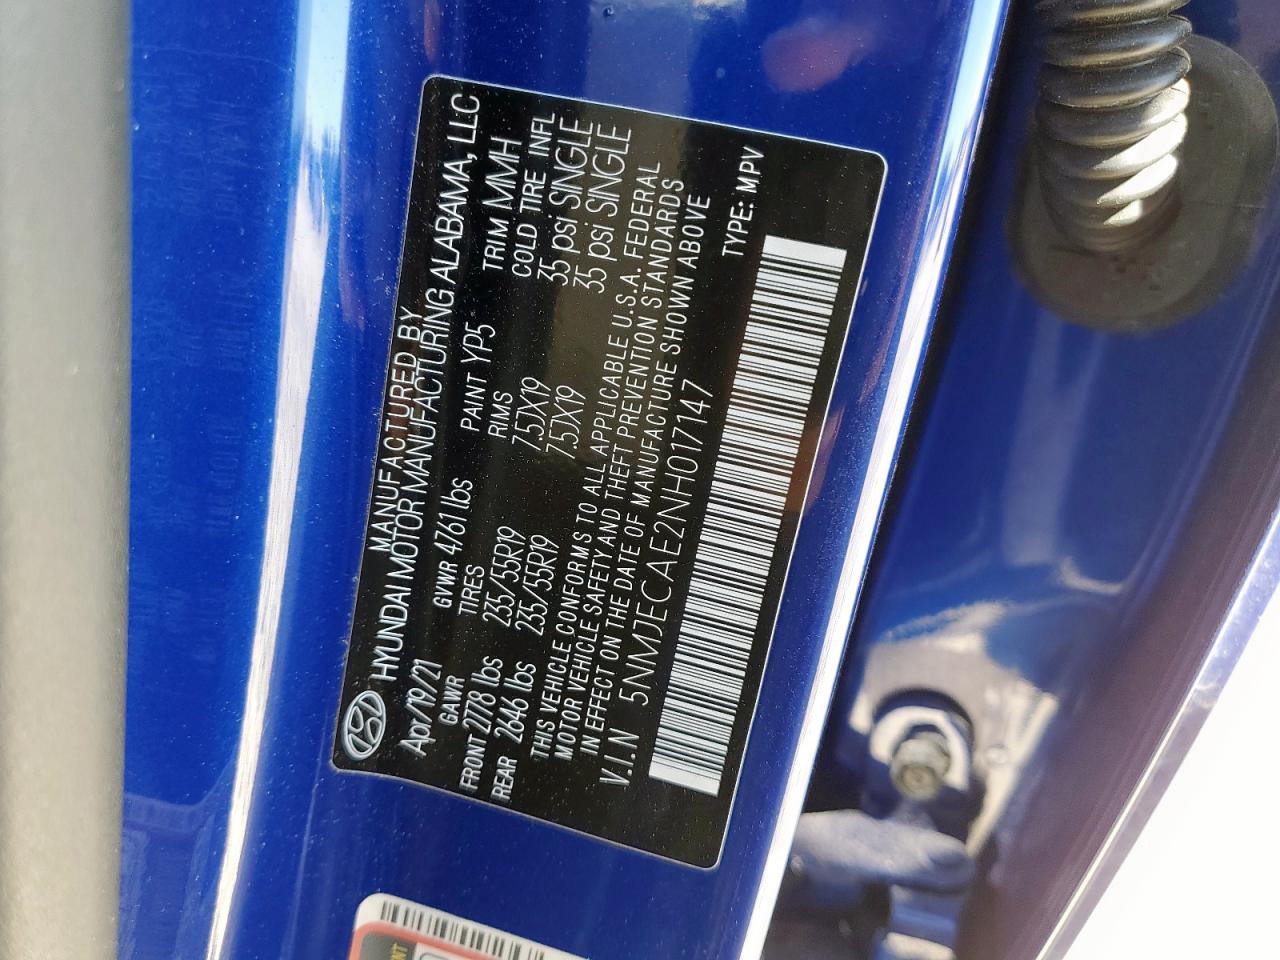 MANUFACTURED BY
HYUNDAI MOTOR MANUFACTURING ALABAMA, LLC
Apr/19/21 GVWR 4761 lbs PAINT YP5 TRIM MMH
GAWR TIRES RIMS COLD TIRE INFL
FRONT 2778 lbs 235/55R19 7.5JX19 35 psi SINGLE
REAR 2646 lbs 235/55R19 7.5JX19 35 psi SINGLE
THIS VEHICLE CONFORMS TO ALL APPLICABLE U.S.A. FEDERAL
MOTOR VEHICLE SAFETY AND THEFT PREVENTION STANDARDS
IN EFFECT ON THE DATE OF MANUFACTURE SHOWN ABOVE
V.I.N 5NMJECAE2NH017147 TYPE: MPV